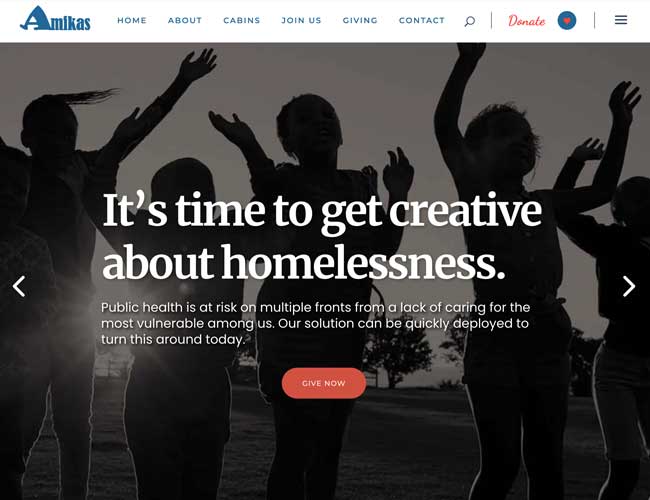 Amikas
HOME ABOUT CABINS JOIN US GIVING CONTACT Donate
It's time to get creative
about homelessness.
Public health is at risk on multiple fronts from a lack of caring for the
most vulnerable among us. Our solution can be quickly deployed to
turn this around today.
GIVE NOW